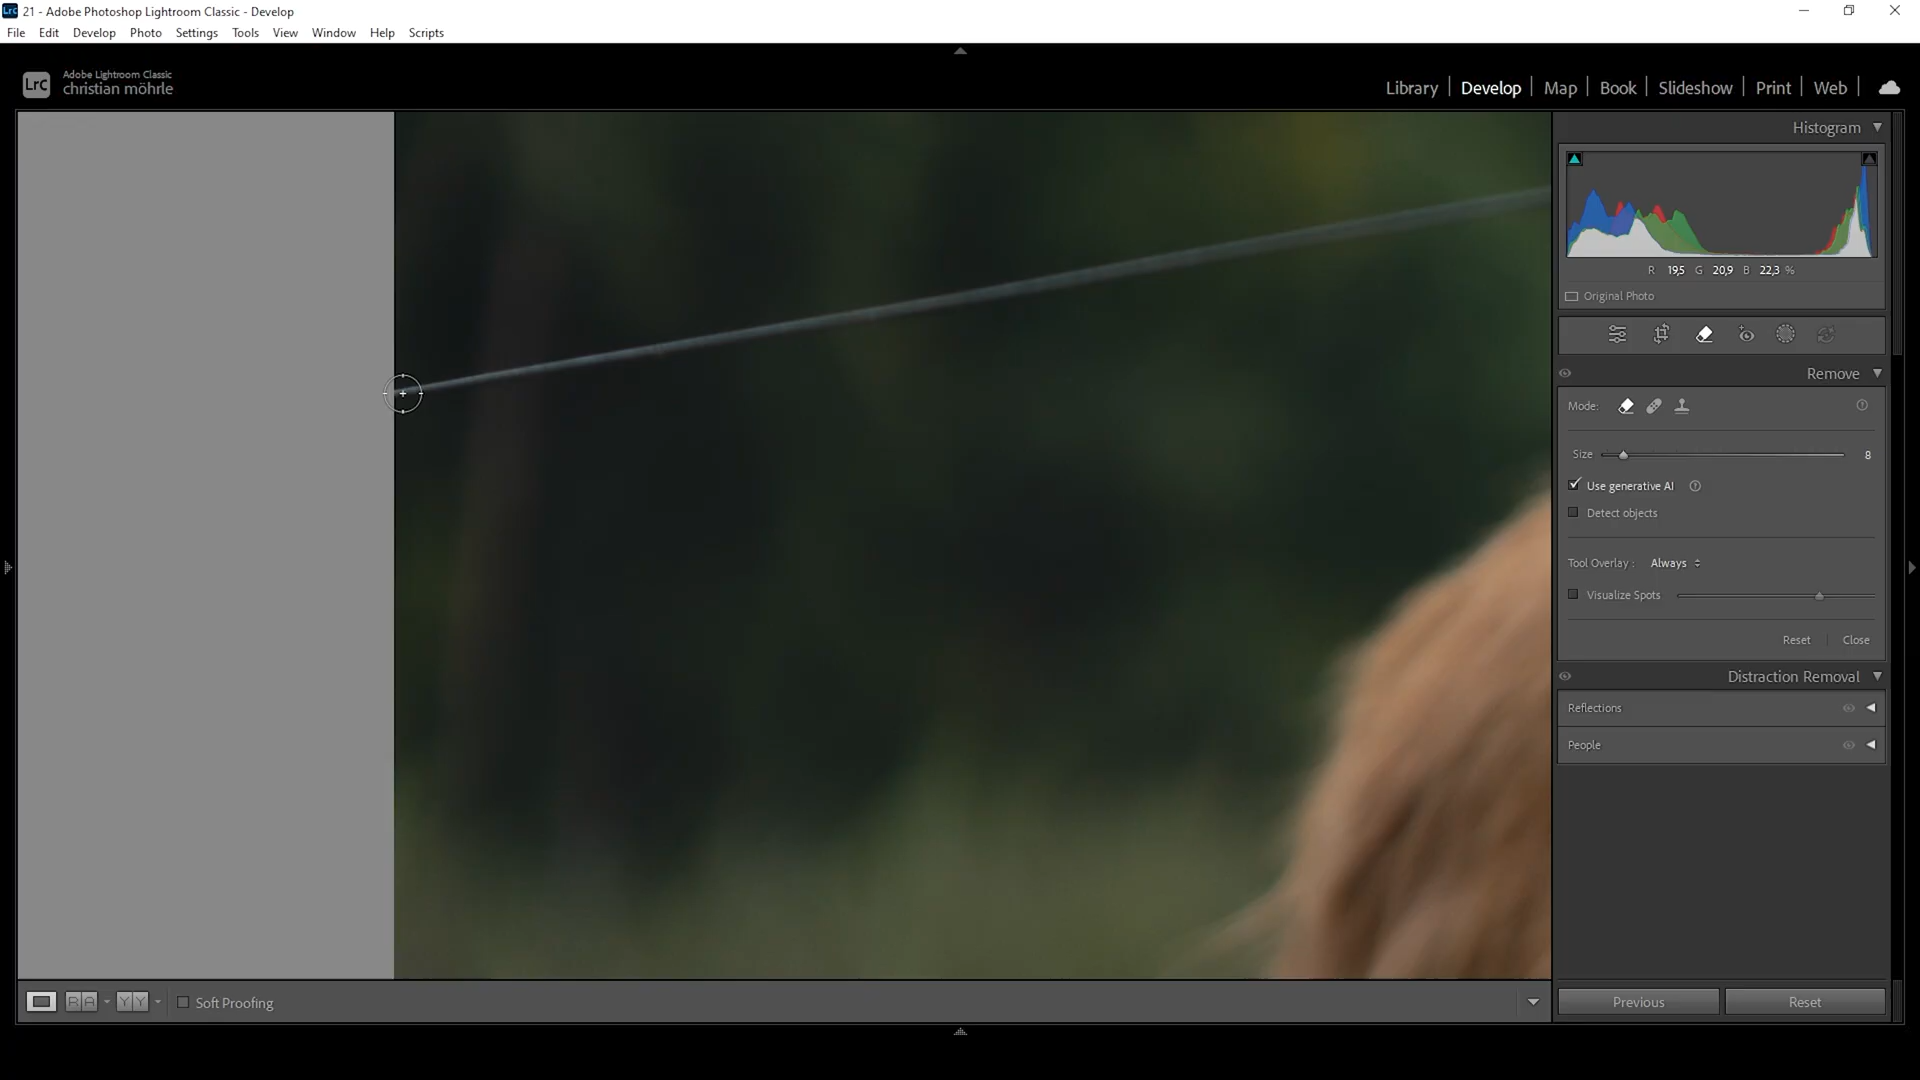 21 - Adobe Photoshop Lightroom Classic - Develop
File Edit Develop Photo Settings Tools View Window Help Scripts
LrC
Adobe Lightroom Classic
christian möhrle
Library Develop Map Book Slideshow Print Web
Histogram
R 19,5 G 20,9 B 22,3 %
Original Photo
Remove
Mode:
Size 8
Use generative AI
Detect objects
Tool Overlay : Always
Visualize Spots
Reset Close
Distraction Removal
Reflections
People
R A Y Y Soft Proofing
Previous Reset